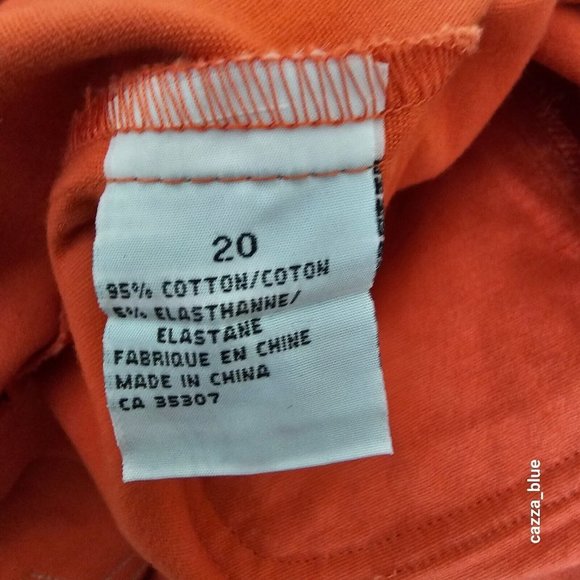 20
95% COTTON/COTON
5% ELASTHANNE/
ELASTANE
FABRIQUE EN CHINE
MADE IN CHINA
CA 35307
cazza_blue